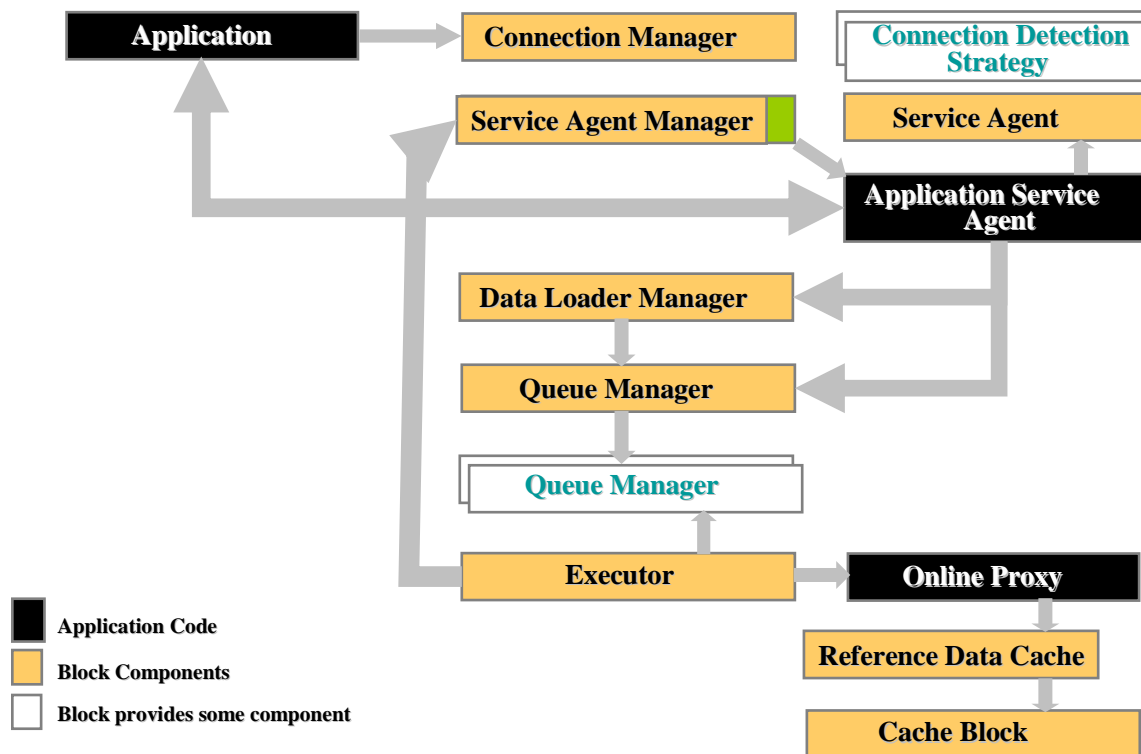 Application
Connection Manager
Connection Detection
Strategy
Service Agent Manager
Service Agent
Application Service
Agent
Data Loader Manager
Queue Manager
Queue Manager
Executor
Online Proxy
Reference Data Cache
Cache Block
Application Code
Block Components
Block provides some component